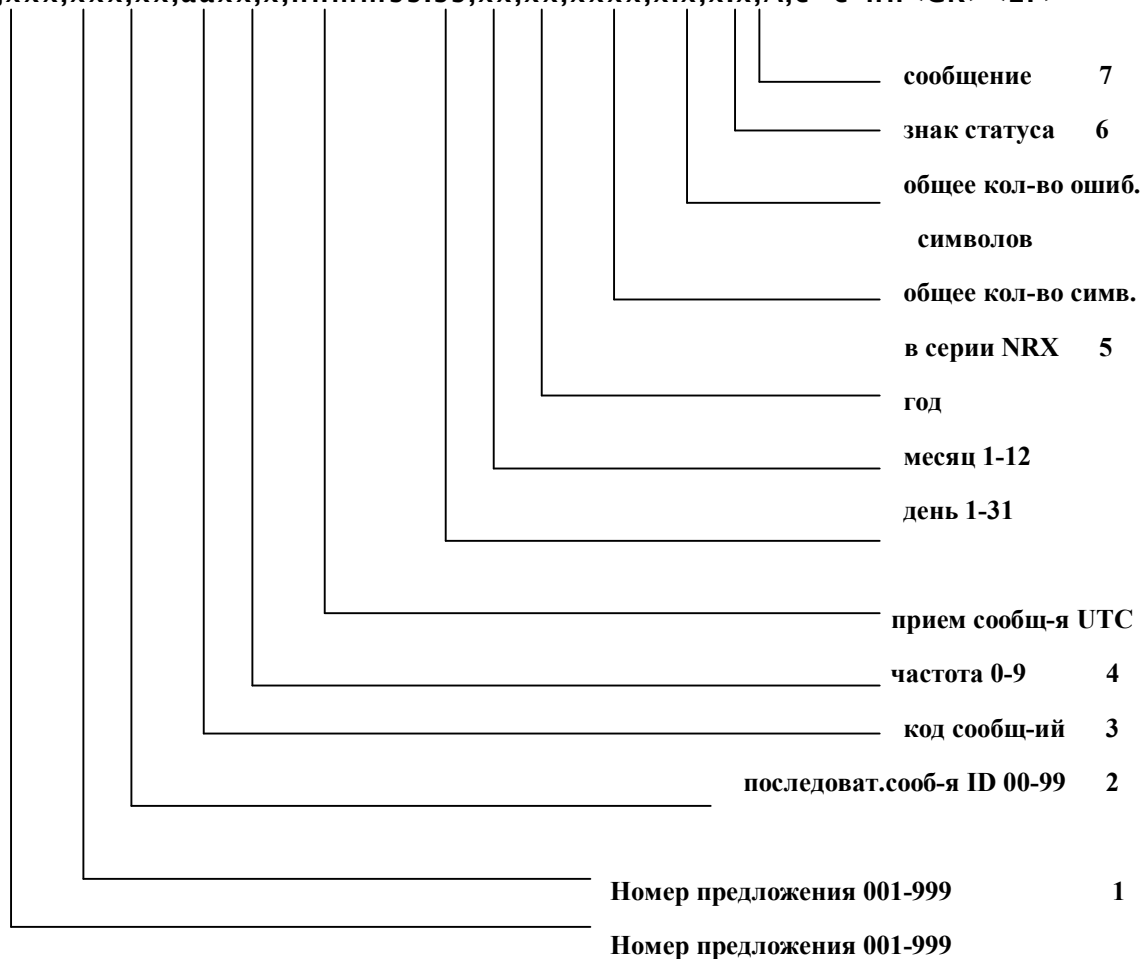 сообщение 7
знак статуса 6
общее кол-во ошиб.
символов
общее кол-во симв.
в серии NRX 5
год
месяц 1-12
день 1-31
прием сообщ-я UTC
частота 0-9 4
код сообщ-ий 3
последоват.сооб-я ID 00-99 2
Номер предложения 001-999 1
Номер предложения 001-999